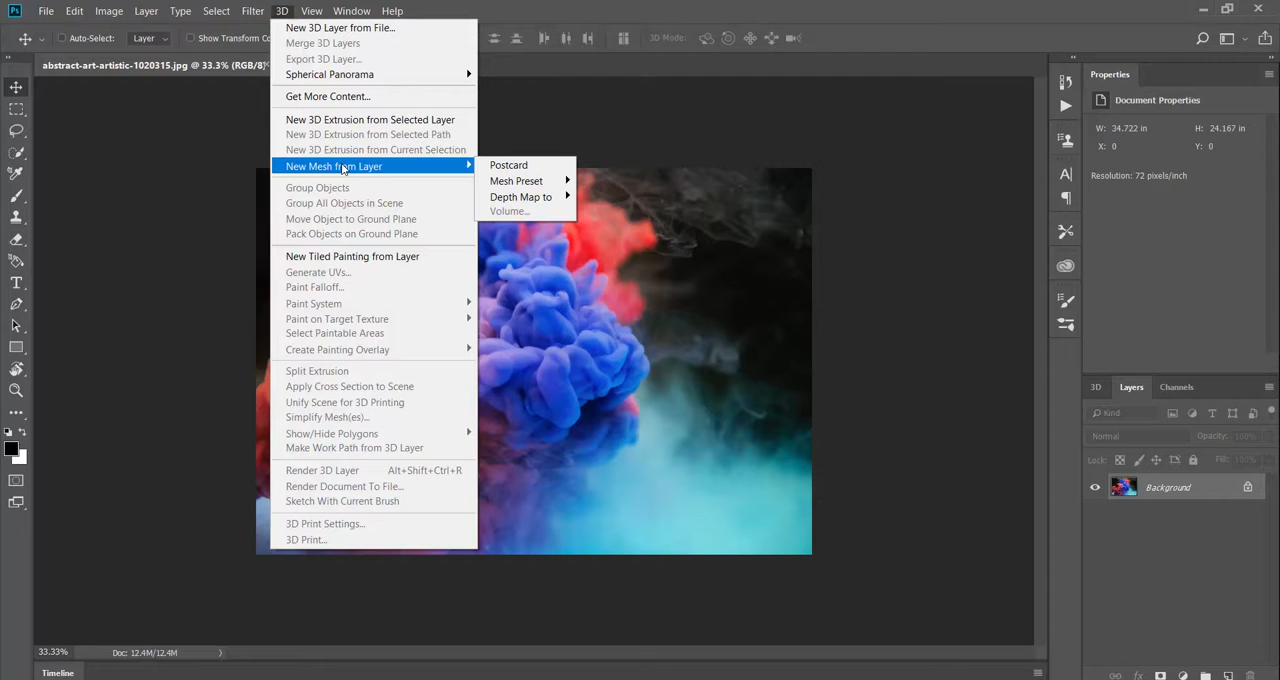 Ps File Edit Image Layer Type Select Filter 3D View Window Help
Auto-Select: Layer Show Transform Co 3D Mode:
abstract-art-artistic-1020315.jpg @ 33.3% (RGB/8)
New 3D Layer from File...
Merge 3D Layers
Export 3D Layer...
Spherical Panorama
Get More Content...
New 3D Extrusion from Selected Layer
New 3D Extrusion from Selected Path
New 3D Extrusion from Current Selection
New Mesh from Layer
Group Objects
Group All Objects in Scene
Move Object to Ground Plane
Pack Objects on Ground Plane
New Tiled Painting from Layer
Generate UVs...
Paint Falloff...
Paint System
Paint on Target Texture
Select Paintable Areas
Create Painting Overlay
Split Extrusion
Apply Cross Section to Scene
Unify Scene for 3D Printing
Simplify Mesh(es)...
Show/Hide Polygons
Make Work Path from 3D Layer
Render 3D Layer Alt+Shift+Ctrl+R
Render Document To File...
Sketch With Current Brush
3D Print Settings...
3D Print...
Postcard
Mesh Preset
Depth Map to
Volume...
Properties
Document Properties
W: 34.722 in H: 24.167 in
X: 0 Y: 0
Resolution: 72 pixels/inch
3D Layers Channels
Kind
Normal Opacity: 100%
Lock: Fill: 100%
Background
33.33% Doc: 12.4M/12.4M
Timeline